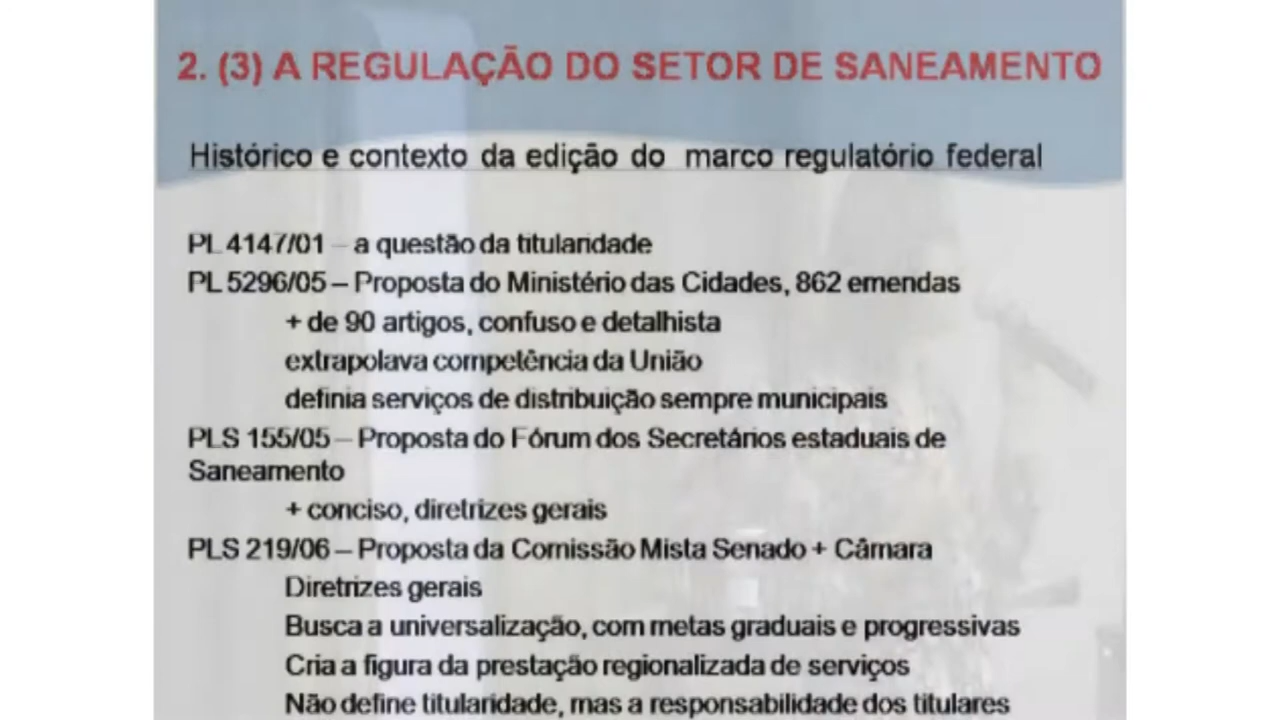 2. (3) A REGULAÇÃO DO SETOR DE SANEAMENTO
Histórico e contexto da edição do marco regulatório federal
PL 4147/01 – a questão da titularidade
PL 5296/05 – Proposta do Ministério das Cidades, 862 emendas
+ de 90 artigos, confuso e detalhista
extrapolava competência da União
definia serviços de distribuição sempre municipais
PLS 155/05 – Proposta do Fórum dos Secretários estaduais de
Saneamento
+ conciso, diretrizes gerais
PLS 219/06 – Proposta da Comissão Mista Senado + Câmara
Diretrizes gerais
Busca a universalização, com metas graduais e progressivas
Cria a figura da prestação regionalizada de serviços
Não define titularidade, mas a responsabilidade dos titulares